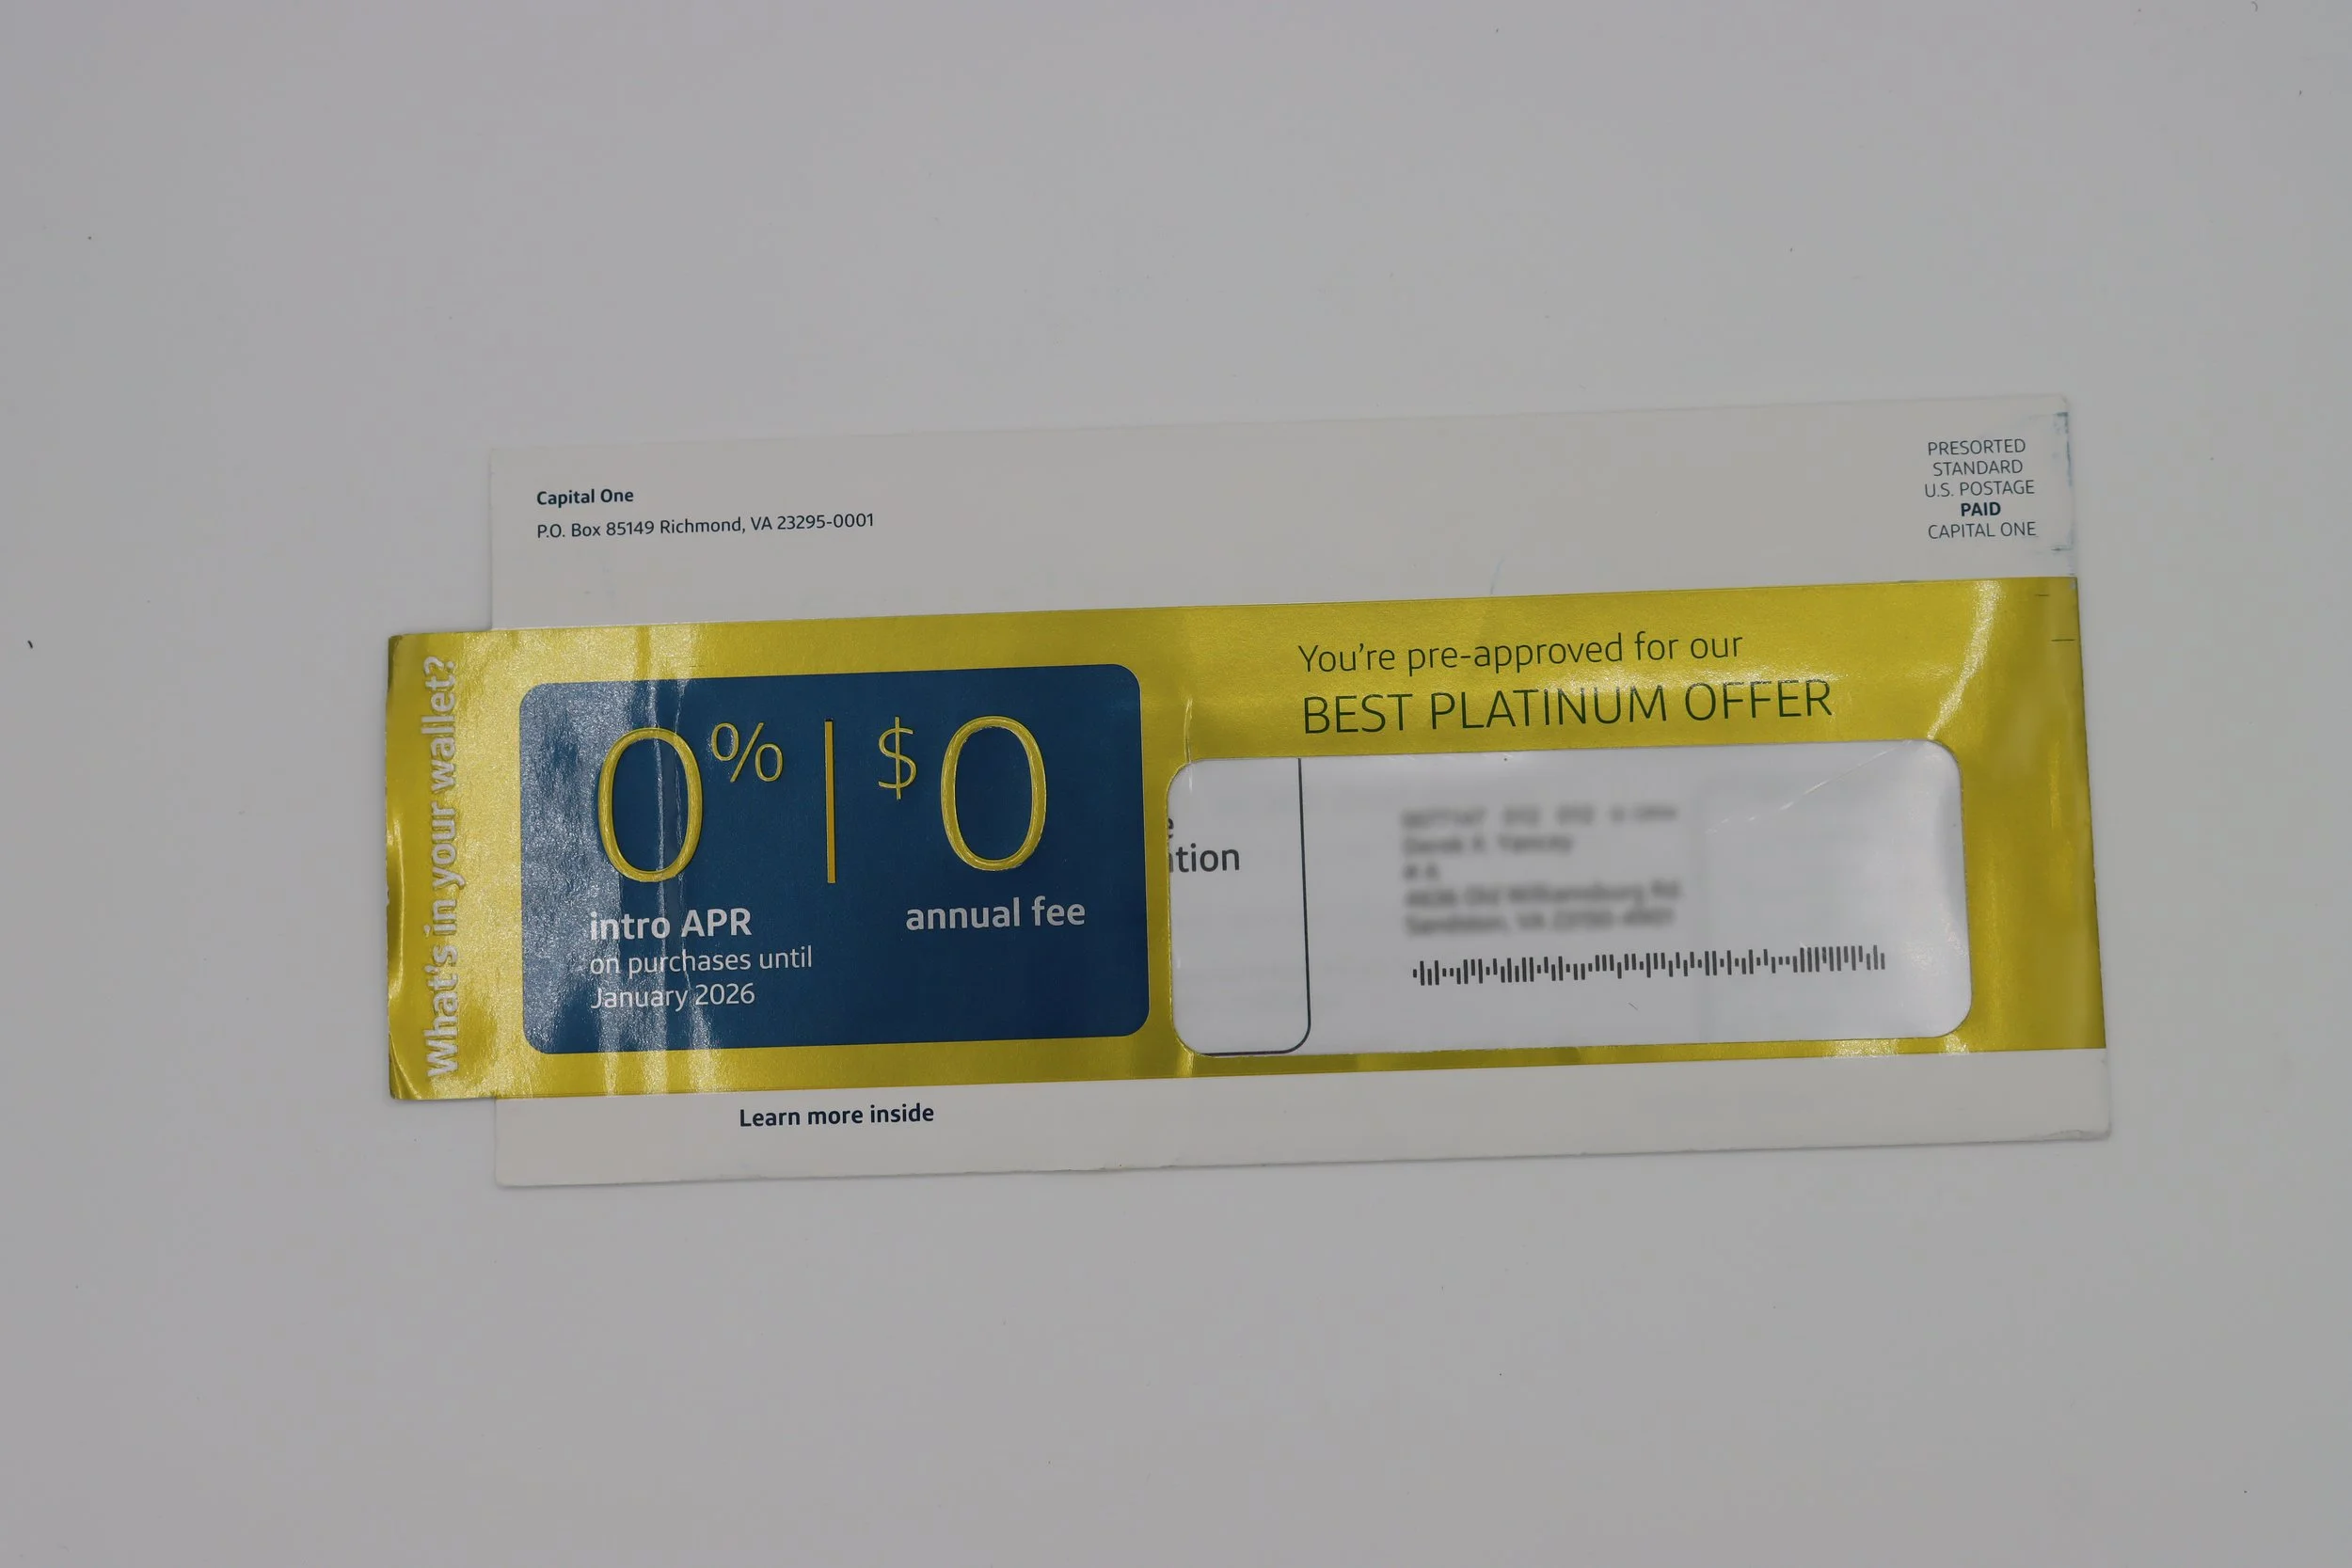 Capital One
P.O. Box 85149 Richmond, VA 23295-0001
PRESORTED
STANDARD
U.S. POSTAGE
PAID
CAPITAL ONE
What's in your wallet?
0% | $0
intro APR
on purchases until
January 2026
annual fee
You're pre-approved for our
BEST PLATINUM OFFER
tion
Learn more inside